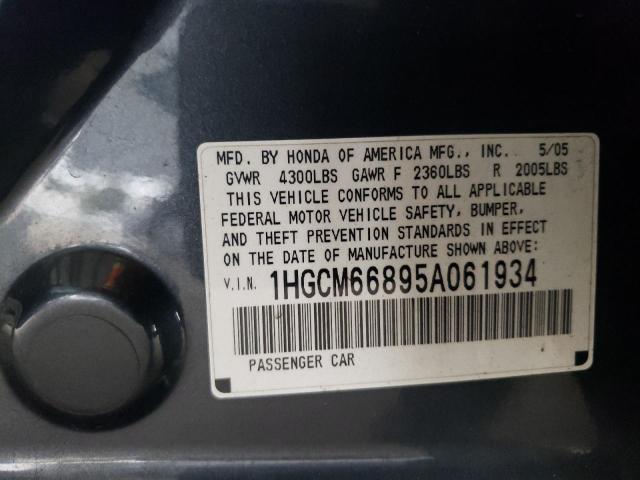 MFD. BY HONDA OF AMERICA MFG., INC. 5/05
GVWR 4300LBS GAWR F 2360LBS R 2005LBS
THIS VEHICLE CONFORMS TO ALL APPLICABLE
FEDERAL MOTOR VEHICLE SAFETY, BUMPER,
AND THEFT PREVENTION STANDARDS IN EFFECT
ON THE DATE OF MANUFACTURE SHOWN ABOVE:
V.I.N. 1HGCM66895A061934
PASSENGER CAR